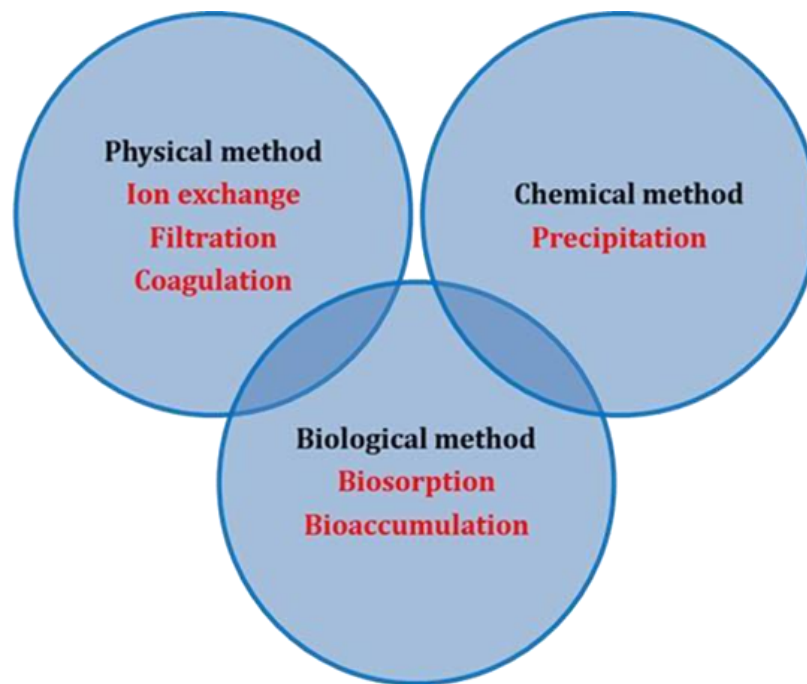 Physical method
Ion exchange
Filtration
Coagulation
Chemical method
Precipitation
Biological method
Biosorption
Bioaccumulation